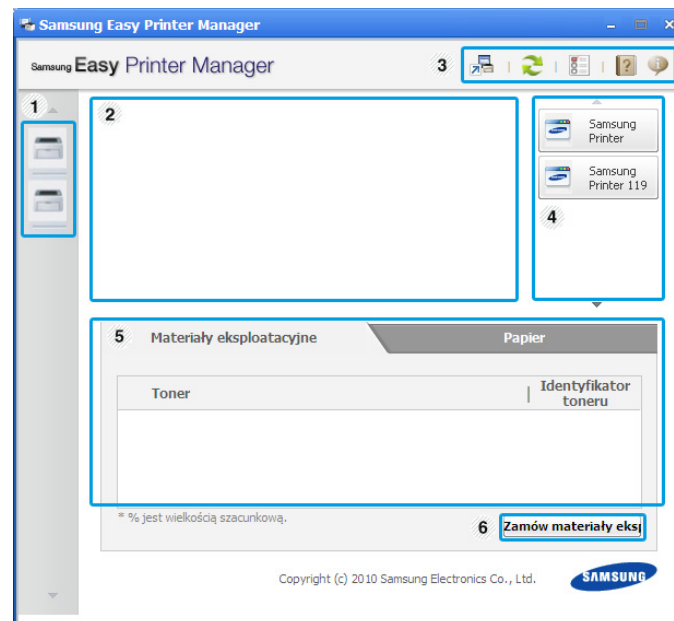 Samsung Easy Printer Manager
Samsung Easy Printer Manager
3
1
2
Samsung
Printer
Samsung
Printer 119
4
5
Materiały eksploatacyjne
Papier
Toner
Identyfikator
toneru
* % jest wielkością szacunkową.
6
Zamów materiały eksp
Copyright (c) 2010 Samsung Electronics Co., Ltd.
SAMSUNG